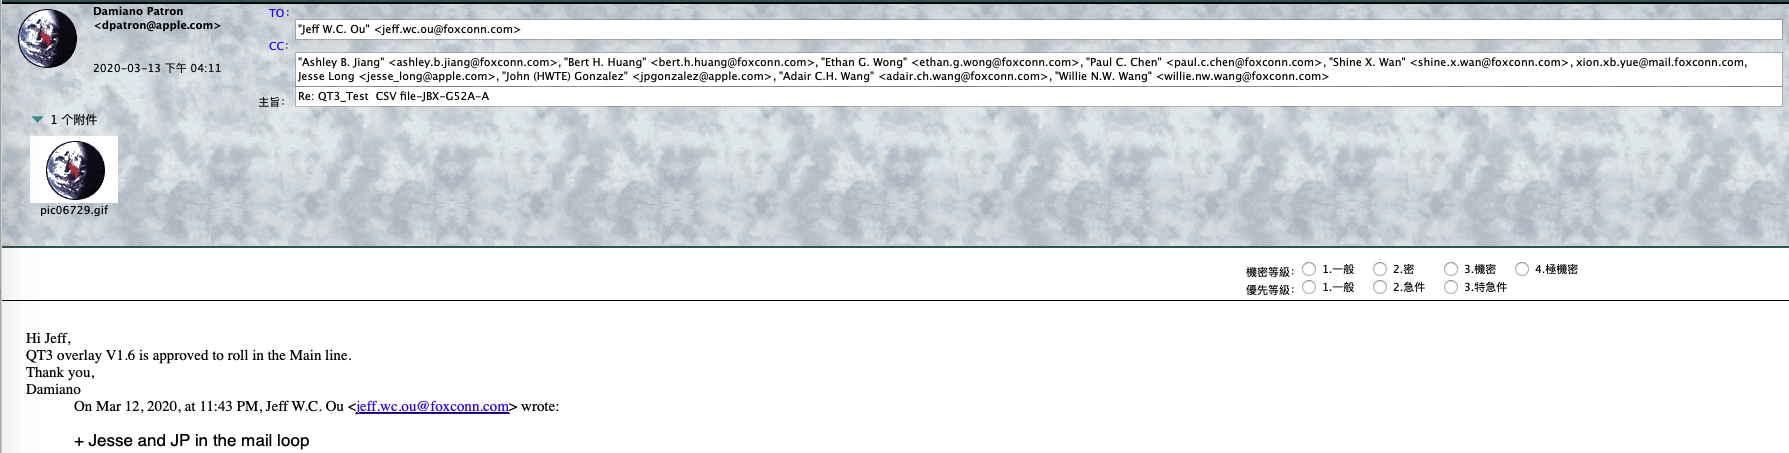 Damiano Patron
<dpatron@apple.com>
2020-03-13 下午 04:11
TO:
"Jeff W.C. Ou" <jeff.wc.ou@foxconn.com>
CC:
"Ashley B. Jiang" <ashley.b.jiang@foxconn.com>, "Bert H. Huang" <bert.h.huang@foxconn.com>, "Ethan G. Wong" <ethan.g.wong@foxconn.com>, "Paul C. Chen" <paul.c.chen@foxconn.com>, "Shine X. Wan" <shine.x.wan@foxconn.com>, xion.xb.yue@mail.foxconn.com,
Jesse Long <jesse_long@apple.com>, "John (HWTE) Gonzalez" <jpgonzalez@apple.com>, "Adair C.H. Wang" <adair.ch.wang@foxconn.com>, "Willie N.W. Wang" <willie.nw.wang@foxconn.com>
主旨:
Re: QT3_Test  CSV file-JBX-G52A-A
1 个附件
pic06729.gif
機密等級: 1.一般 2.密 3.機密 4.極機密
優先等級: 1.一般 2.急件 3.特急件
Hi Jeff,
QT3 overlay V1.6 is approved to roll in the Main line.
Thank you,
Damiano
On Mar 12, 2020, at 11:43 PM, Jeff W.C. Ou <jeff.wc.ou@foxconn.com> wrote:
+ Jesse and JP in the mail loop